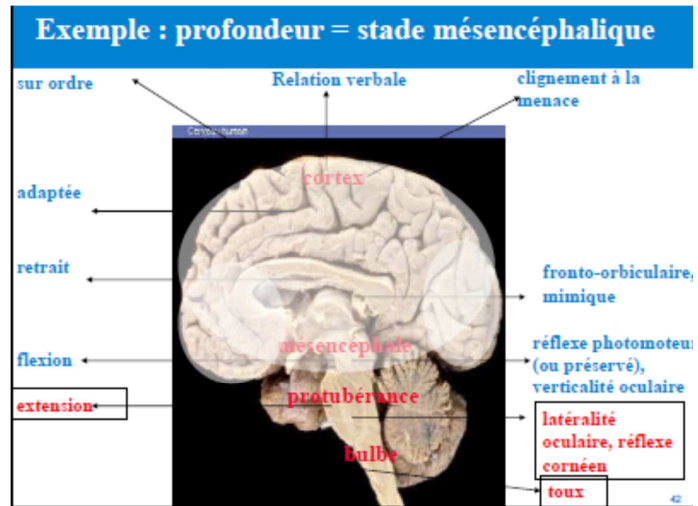 Exemple : profondeur = stade mésencéphalique
sur ordre
Relation verbale
clignement à la
menace
cortex
adaptée
retrait
fronto-orbiculaire,
mimique
mésencéphale
flexion
réflexe photomoteur
(ou préservé),
verticalité oculaire
extension
protubérance
latéralité
oculaire, réflexe
cornéen
bulbe
toux
42